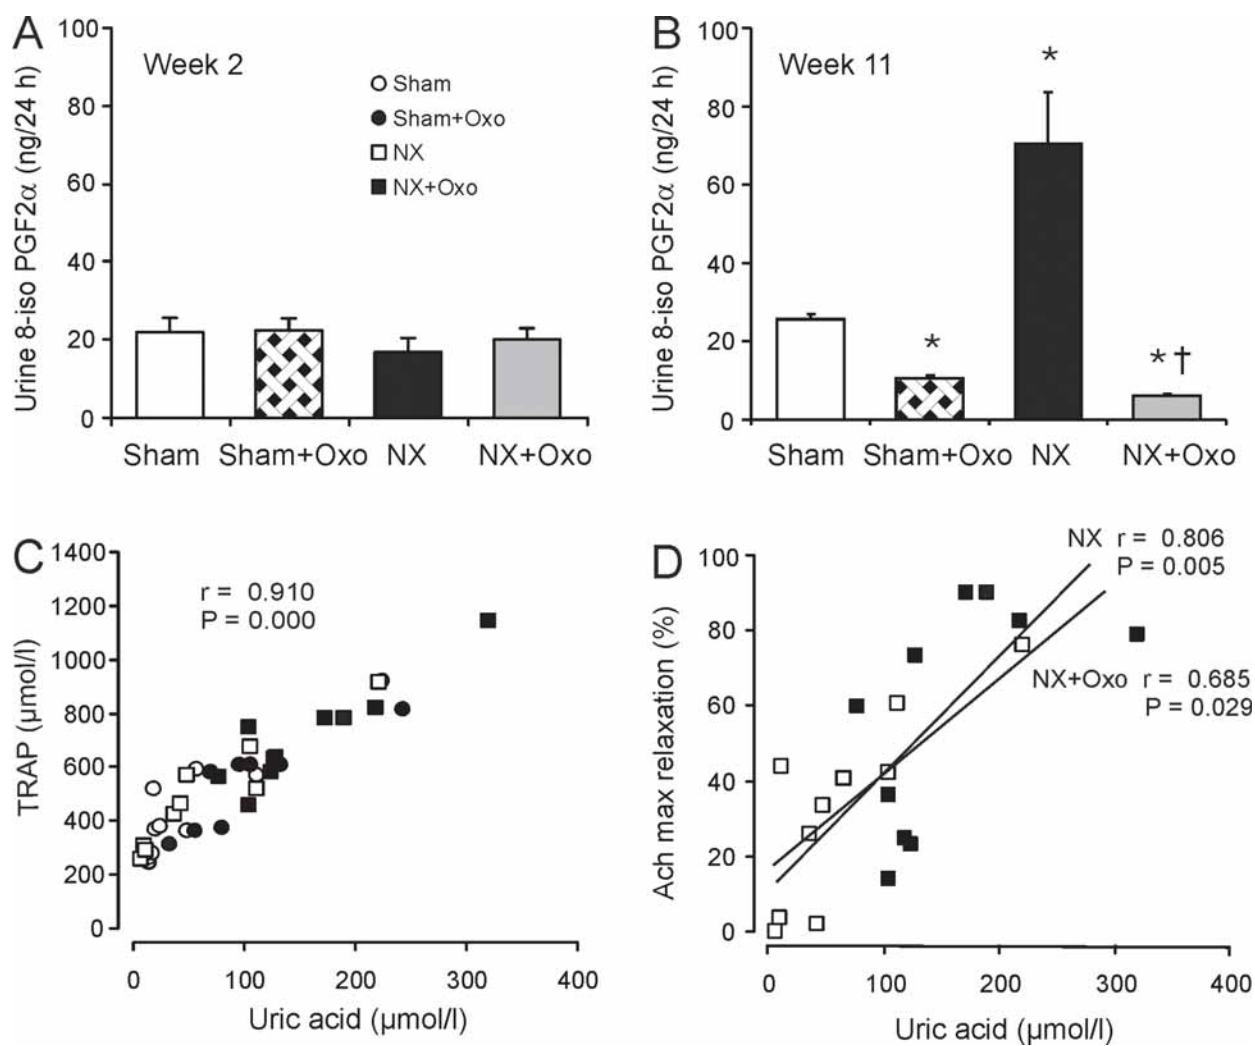 A
Week 2
Urine 8-iso PGF2α (ng/24 h)
100
80
60
40
20
0
Sham
Sham+Oxo
NX
NX+Oxo
Sham
Sham+Oxo
NX
NX+Oxo
B
Week 11
Urine 8-iso PGF2α (ng/24 h)
100
80
60
40
20
0
*
*
* †
Sham
Sham+Oxo
NX
NX+Oxo
C
TRAP (μmol/l)
1400
1200
1000
800
600
400
200
0
r = 0.910
P = 0.000
0
100
200
300
400
Uric acid (μmol/l)
D
Ach max relaxation (%)
100
80
60
40
20
0
NX r = 0.806
P = 0.005
NX+Oxo r = 0.685
P = 0.029
0
100
200
300
400
Uric acid (μmol/l)